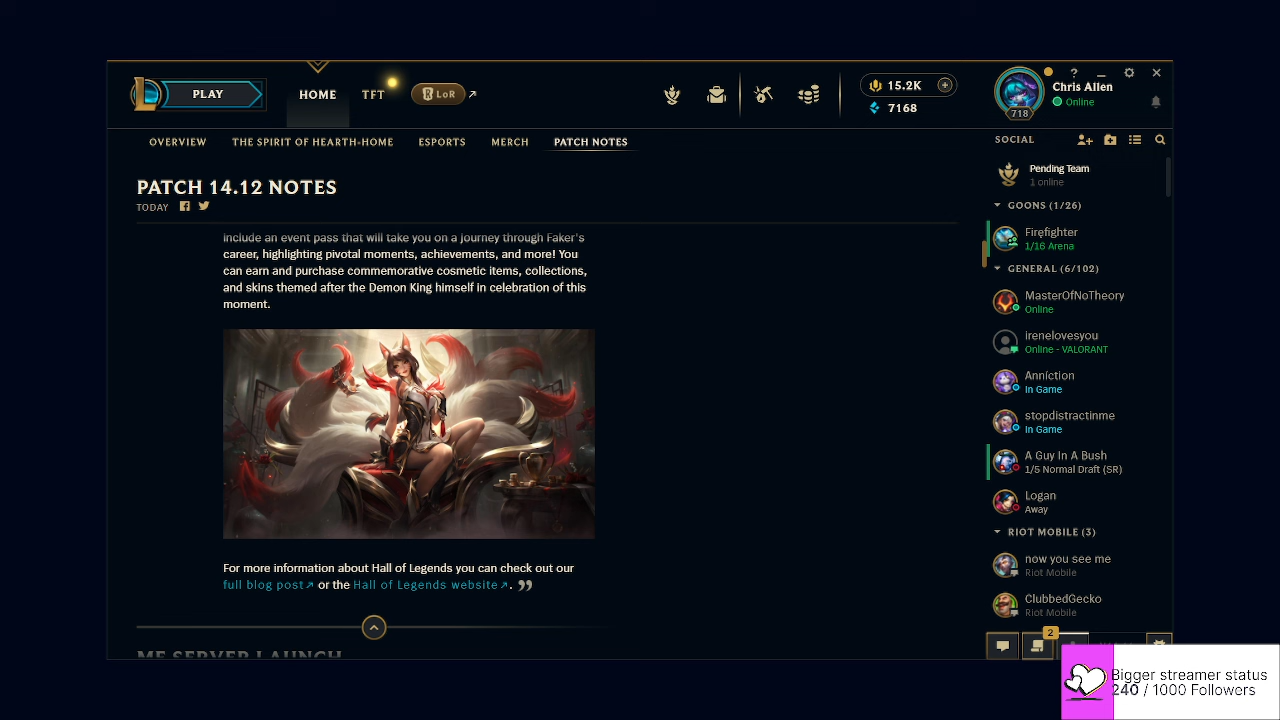 PLAY
HOME
TFT
LoR
15.2K
7168
718
?
Chris Allen
Online
OVERVIEW
THE SPIRIT OF HEARTH-HOME
ESPORTS
MERCH
PATCH NOTES
PATCH 14.12 NOTES
TODAY
include an event pass that will take you on a journey through Faker's
career, highlighting pivotal moments, achievements, and more! You
can earn and purchase commemorative cosmetic items, collections,
and skins themed after the Demon King himself in celebration of this
moment.
For more information about Hall of Legends you can check out our
full blog post↗ or the Hall of Legends website↗. ”
ME SERVER LAUNCH
SOCIAL
Pending Team
1 online
GOONS (1/26)
Firefighter
1/16 Arena
GENERAL (6/102)
MasterOfNoTheory
Online
irenelovesyou
Online - VALORANT
Anniction
In Game
stopdistractinme
In Game
A Guy In A Bush
1/5 Normal Draft (SR)
Logan
Away
RIOT MOBILE (3)
now you see me
Riot Mobile
ClubbedGecko
Riot Mobile
2
Bigger streamer status
240 / 1000 Followers